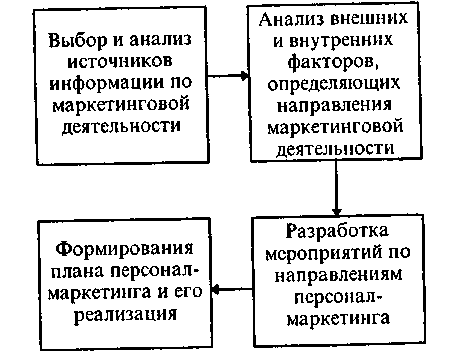 Выбор и анализ
источников
информации по
маркетинговой
деятельности
Анализ внешних
и внутренних
факторов,
определяющих
направления
маркетинговой
деятельности
Разработка
мероприятий по
направлениям
персонал-
маркетинга
Формирования
плана персонал-
маркетинга и его
реализация